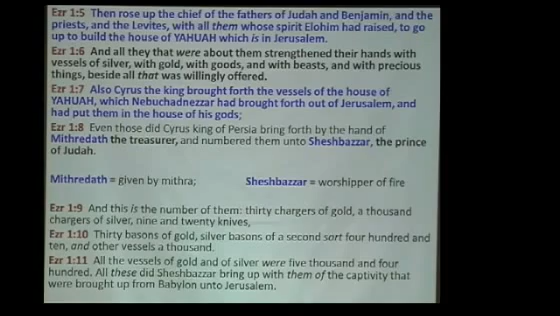 Ezr 1:5 Then rose up the chief of the fathers of Judah and Benjamin, and the
priests, and the Levites, with all them whose spirit Elohim had raised, to go
up to build the house of YAHUAH which is in Jerusalem.
Ezr 1:6 And all they that were about them strengthened their hands with
vessels of silver, with gold, with goods, and with beasts, and with precious
things, beside all that was willingly offered.
Ezr 1:7 Also Cyrus the king brought forth the vessels of the house of
YAHUAH, which Nebuchadnezzar had brought forth out of Jerusalem, and
had put them in the house of his gods;
Ezr 1:8 Even those did Cyrus king of Persia bring forth by the hand of
Mithredath the treasurer, and numbered them unto Sheshbazzar, the prince
of Judah.
Mithredath = given by mithra; Sheshbazzar = worshipper of fire
Ezr 1:9 And this is the number of them: thirty chargers of gold, a thousand
chargers of silver, nine and twenty knives,
Ezr 1:10 Thirty basons of gold, silver basons of a second sort four hundred and
ten, and other vessels a thousand.
Ezr 1:11 All the vessels of gold and of silver were five thousand and four
hundred. All these did Sheshbazzar bring up with them of the captivity that
were brought up from Babylon unto Jerusalem.